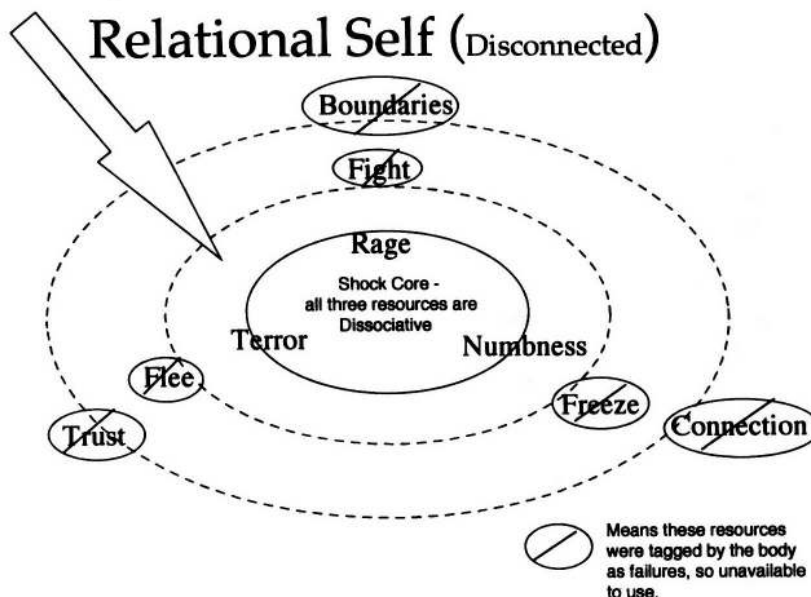 Relational Self (Disconnected)
Boundaries
Fight
Rage
Shock Core -
all three resources are
Dissociative
Terror
Numbness
Flee
Freeze
Trust
Connection
Means these resources
were tagged by the body
as failures, so unavailable
to use.